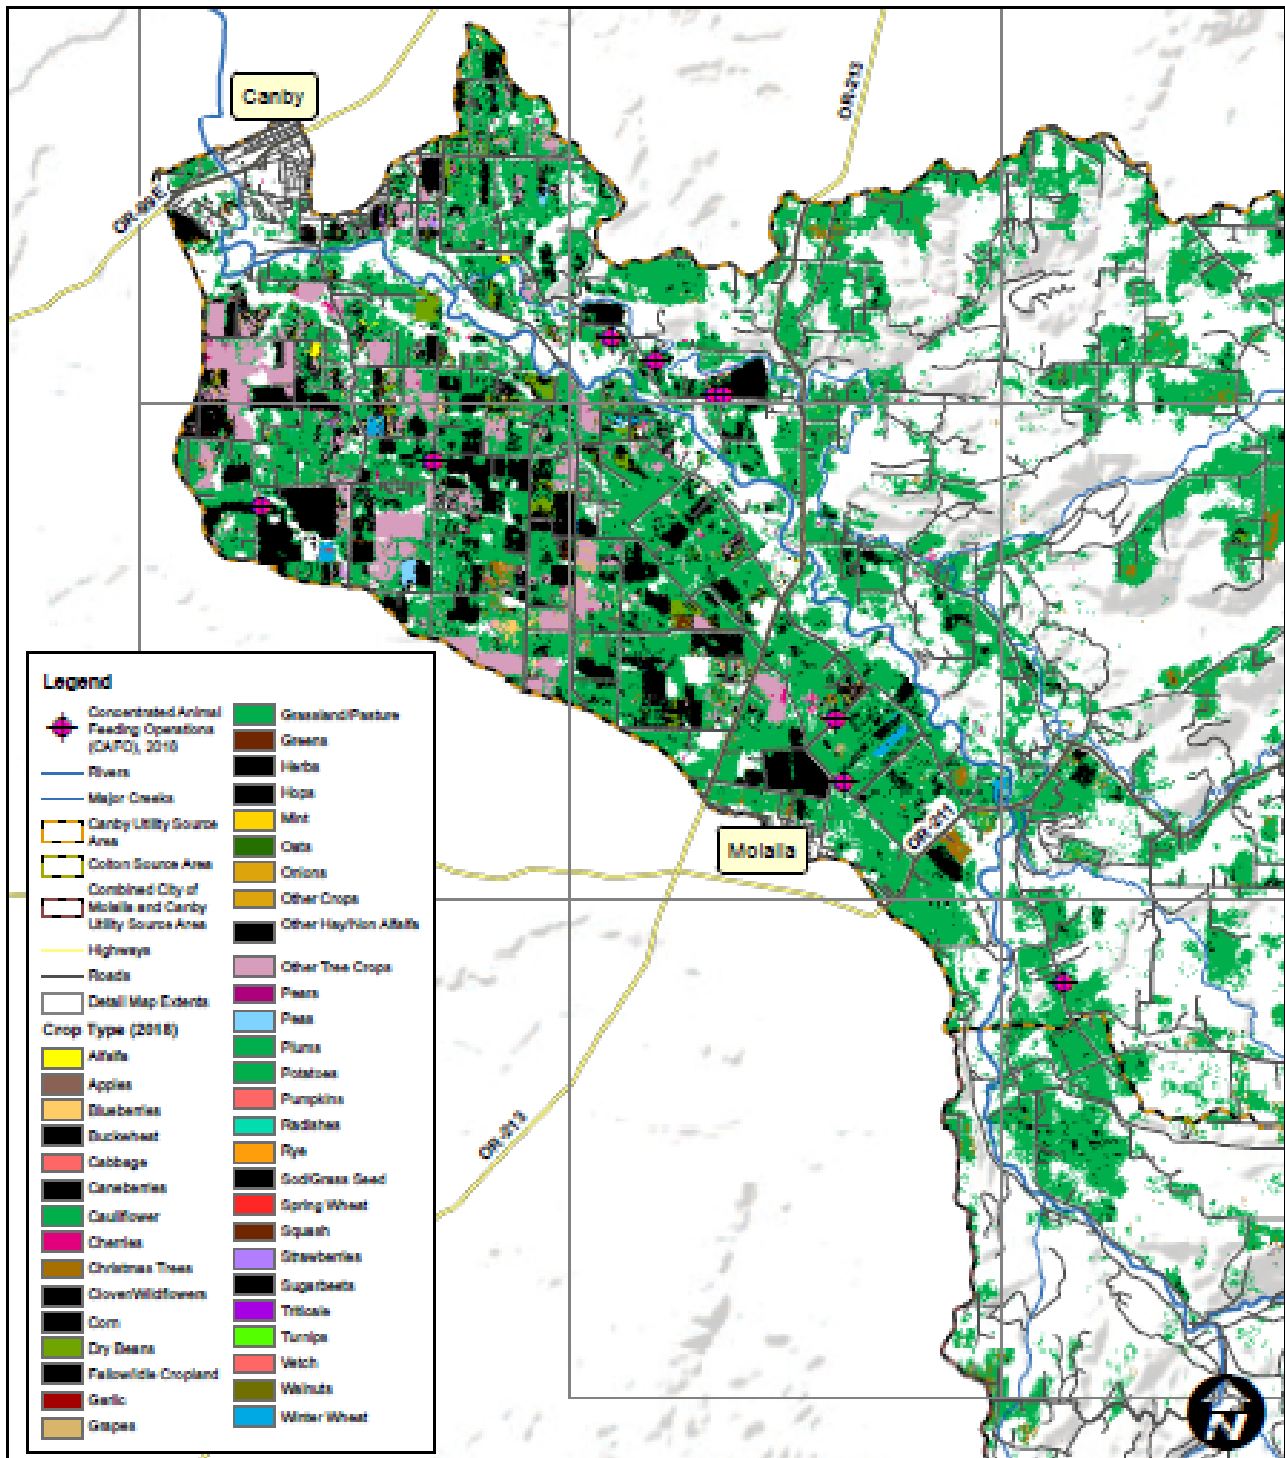 Canby
OR-213
OR-99E
OR-211
Molalla
OR-213
Legend
Concentrated Animal
Feeding Operations
(CAFO), 2018
Rivers
Major Creeks
Canby Utility Source
Area
Colton Source Area
Combined City of
Molalla and Canby
Utility Source Area
Highways
Roads
Detail Map Extents
Crop Type (2018)
Alfalfa
Apples
Blueberries
Buckwheat
Cabbage
Caneberries
Cauliflower
Cherries
Christmas Trees
Clover/Wildflowers
Corn
Dry Beans
Fallow/Idle Cropland
Garlic
Grapes
Grassland/Pasture
Greens
Herbs
Hops
Mint
Oats
Onions
Other Crops
Other Hay/Non Alfalfa
Other Tree Crops
Pears
Peas
Plums
Potatoes
Pumpkins
Radishes
Rye
Sod/Grass Seed
Spring Wheat
Squash
Strawberries
Sugarbeets
Triticale
Turnips
Vetch
Walnuts
Winter Wheat
N